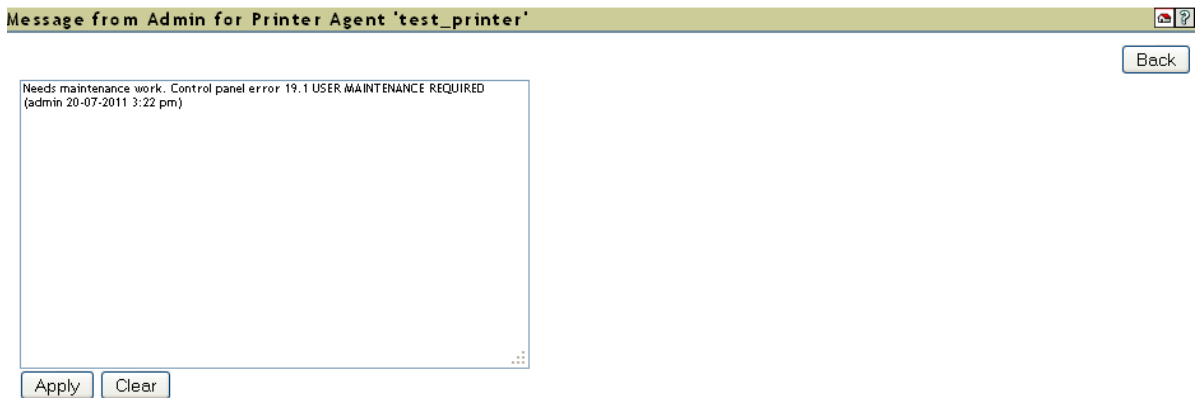 Message from Admin for Printer Agent 'test_printer'
?
Back
Needs maintenance work. Control panel error 19.1 USER MAINTENANCE REQUIRED
(admin 20-07-2011 3:22 pm)
Apply Clear